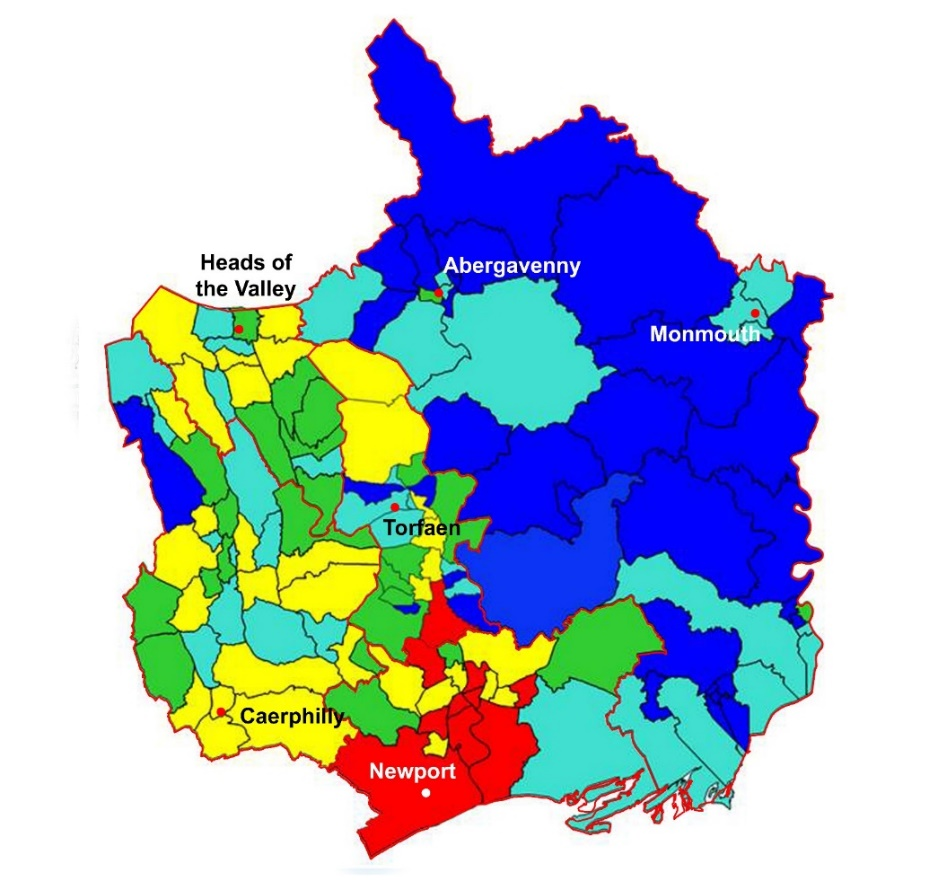 Heads of
the Valley
Abergavenny
Monmouth
Torfaen
Caerphilly
Newport